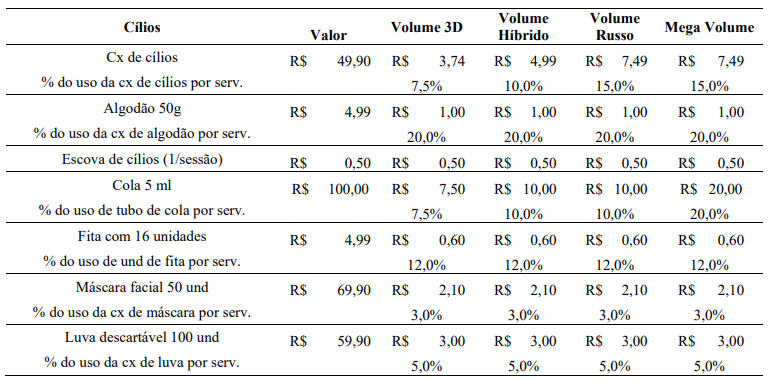 Cílios Valor Volume 3D Volume Híbrido Volume Russo Mega Volume
Cx de cílios R$ 49,90 R$ 3,74 R$ 4,99 R$ 7,49 R$ 7,49
% do uso da cx de cílios por serv. 7,5% 10,0% 15,0% 15,0%
Algodão 50g R$ 4,99 R$ 1,00 R$ 1,00 R$ 1,00 R$ 1,00
% do uso da cx de algodão por serv. 20,0% 20,0% 20,0% 20,0%
Escova de cílios (1/sessão) R$ 0,50 R$ 0,50 R$ 0,50 R$ 0,50 R$ 0,50
Cola 5 ml R$ 100,00 R$ 7,50 R$ 10,00 R$ 10,00 R$ 20,00
% do uso de tubo de cola por serv. 7,5% 10,0% 10,0% 20,0%
Fita com 16 unidades R$ 4,99 R$ 0,60 R$ 0,60 R$ 0,60 R$ 0,60
% do uso de und de fita por serv. 12,0% 12,0% 12,0% 12,0%
Máscara facial 50 und R$ 69,90 R$ 2,10 R$ 2,10 R$ 2,10 R$ 2,10
% do uso da cx de máscara por serv. 3,0% 3,0% 3,0% 3,0%
Luva descartável 100 und R$ 59,90 R$ 3,00 R$ 3,00 R$ 3,00 R$ 3,00
% do uso da cx de luva por serv. 5,0% 5,0% 5,0% 5,0%